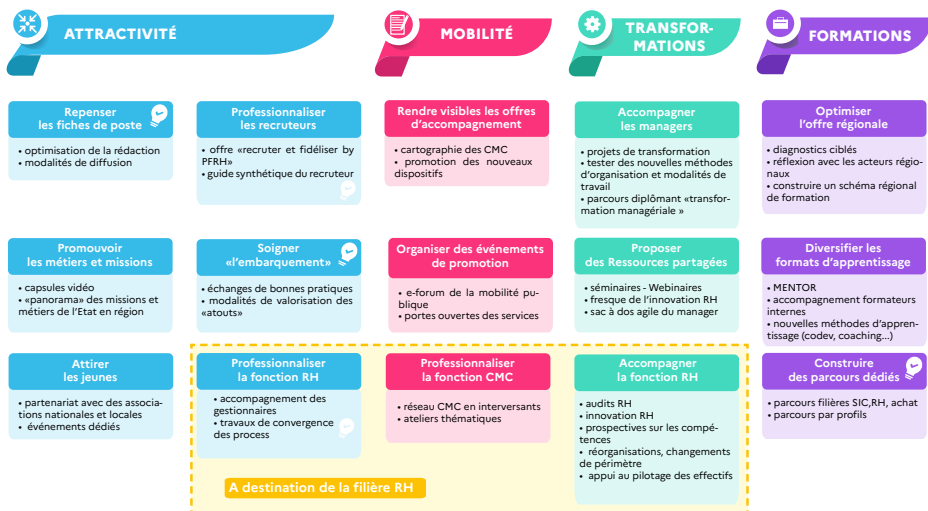 ATTRACTIVITÉ
MOBILITÉ
TRANSFOR-
MATIONS
FORMATIONS
Repenser
les fiches de poste
• optimisation de la rédaction
• modalités de diffusion
Professionnaliser
les recruteurs
• offre «recruter et fidéliser by
PFRH»
• guide synthétique du recruteur
Rendre visibles les offres
d'accompagnement
• cartographie des CMC
• promotion des nouveaux
dispositifs
Accompagner
les managers
• projets de transformation
• tester des nouvelles méthodes
d'organisation et modalités de
travail
• parcours diplômant «transfor-
mation managériale »
Optimiser
l'offre régionale
• diagnostics ciblés
• réflexion avec les acteurs régio-
naux
• construire un schéma régional
de formation
Promouvoir
les métiers et missions
• capsules vidéo
• «panorama» des missions et
métiers de l'Etat en région
Soigner
«l'embarquement»
• échanges de bonnes pratiques
• modalités de valorisation des
«atouts»
Organiser des événements
de promotion
• e-forum de la mobilité pu-
blique
• portes ouvertes des services
Proposer
des Ressources partagées
• séminaires - Webinaires
• fresque de l'innovation RH
• sac à dos agile du manager
Diversifier les
formats d'apprentissage
• MENTOR
• accompagnement formateurs
internes
• nouvelles méthodes d'appren-
tissage (codev, coaching...)
Attirer
les jeunes
• partenariat avec des associa-
tions nationales et locales
• événements dédiés
Professionnaliser
la fonction RH
• accompagnement des
gestionnaires
• travaux de convergence
des process
Professionnaliser
la fonction CMC
• réseau CMC en interversants
• ateliers thématiques
Accompagner
la fonction RH
• audits RH
• innovation RH
• prospectives sur les compé-
tences
• réorganisations, changements
de périmètre
• appui au pilotage des effectifs
Construire
des parcours dédiés
• parcours filières SIC,RH, achat
• parcours par profils
A destination de la filière RH